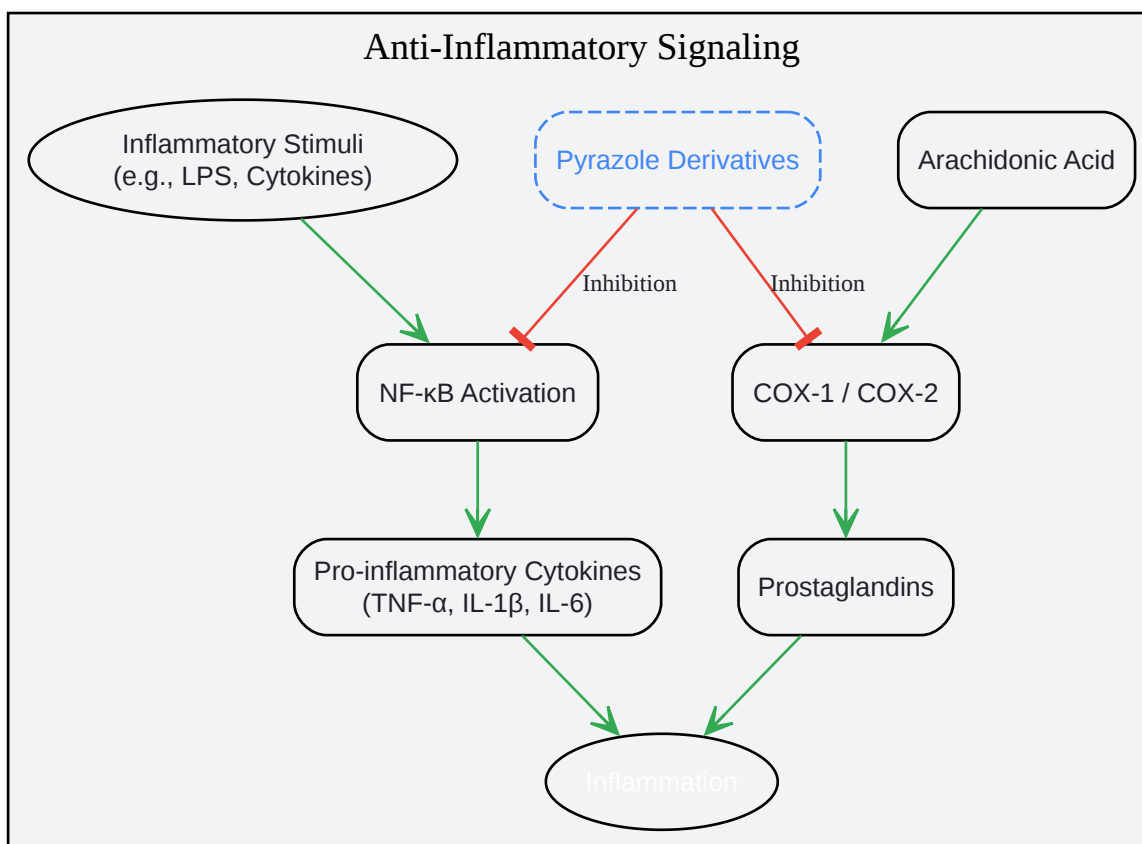 Anti-Inflammatory Signaling
Inflammatory Stimuli
(e.g., LPS, Cytokines)
Pyrazole Derivatives
Arachidonic Acid
Inhibition
Inhibition
NF-κB Activation
COX-1 / COX-2
Pro-inflammatory Cytokines
(TNF-α, IL-1β, IL-6)
Prostaglandins
Inflammation